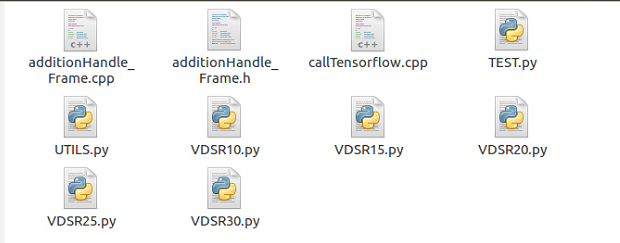 c++
c++
additionHandle_
Frame.cpp
additionHandle_
Frame.h
callTensorflow.cpp
TEST.py
UTILS.py
VDSR10.py
VDSR15.py
VDSR20.py
VDSR25.py
VDSR30.py